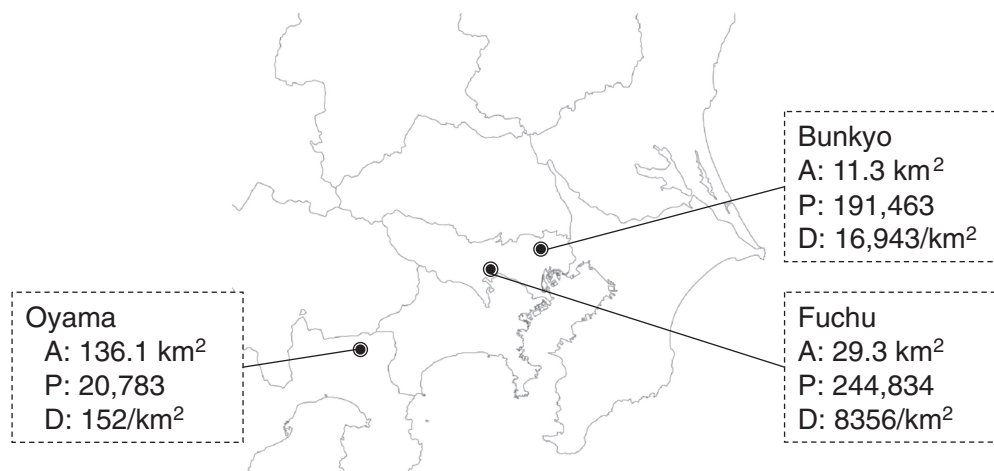 Bunkyo
A: 11.3 km²
P: 191,463
D: 16,943/km²
Oyama
A: 136.1 km²
P: 20,783
D: 152/km²
Fuchu
A: 29.3 km²
P: 244,834
D: 8356/km²